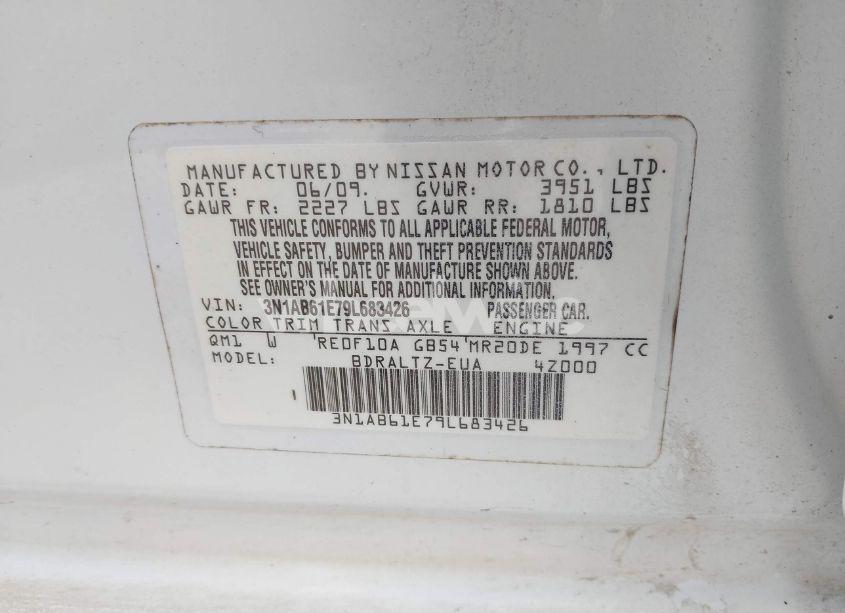 MANUFACTURED BY NISSAN MOTOR CO., LTD.
DATE: 06/09. GVWR: 3951 LBS
GAWR FR: 2227 LBS GAWR RR: 1810 LBS
THIS VEHICLE CONFORMS TO ALL APPLICABLE FEDERAL MOTOR,
VEHICLE SAFETY, BUMPER AND THEFT PREVENTION STANDARDS
IN EFFECT ON THE DATE OF MANUFACTURE SHOWN ABOVE.
SEE OWNER'S MANUAL FOR ADDITIONAL INFORMATION.
VIN: 3N1AB61E79L683426 PASSENGER CAR.
COLOR TRIM TRANS AXLE ENGINE
QM1 W RE0F10A GB54 MR20DE 1997 CC
MODEL: BDRALTZ-EUA 4Z000
3N1AB61E79L683426